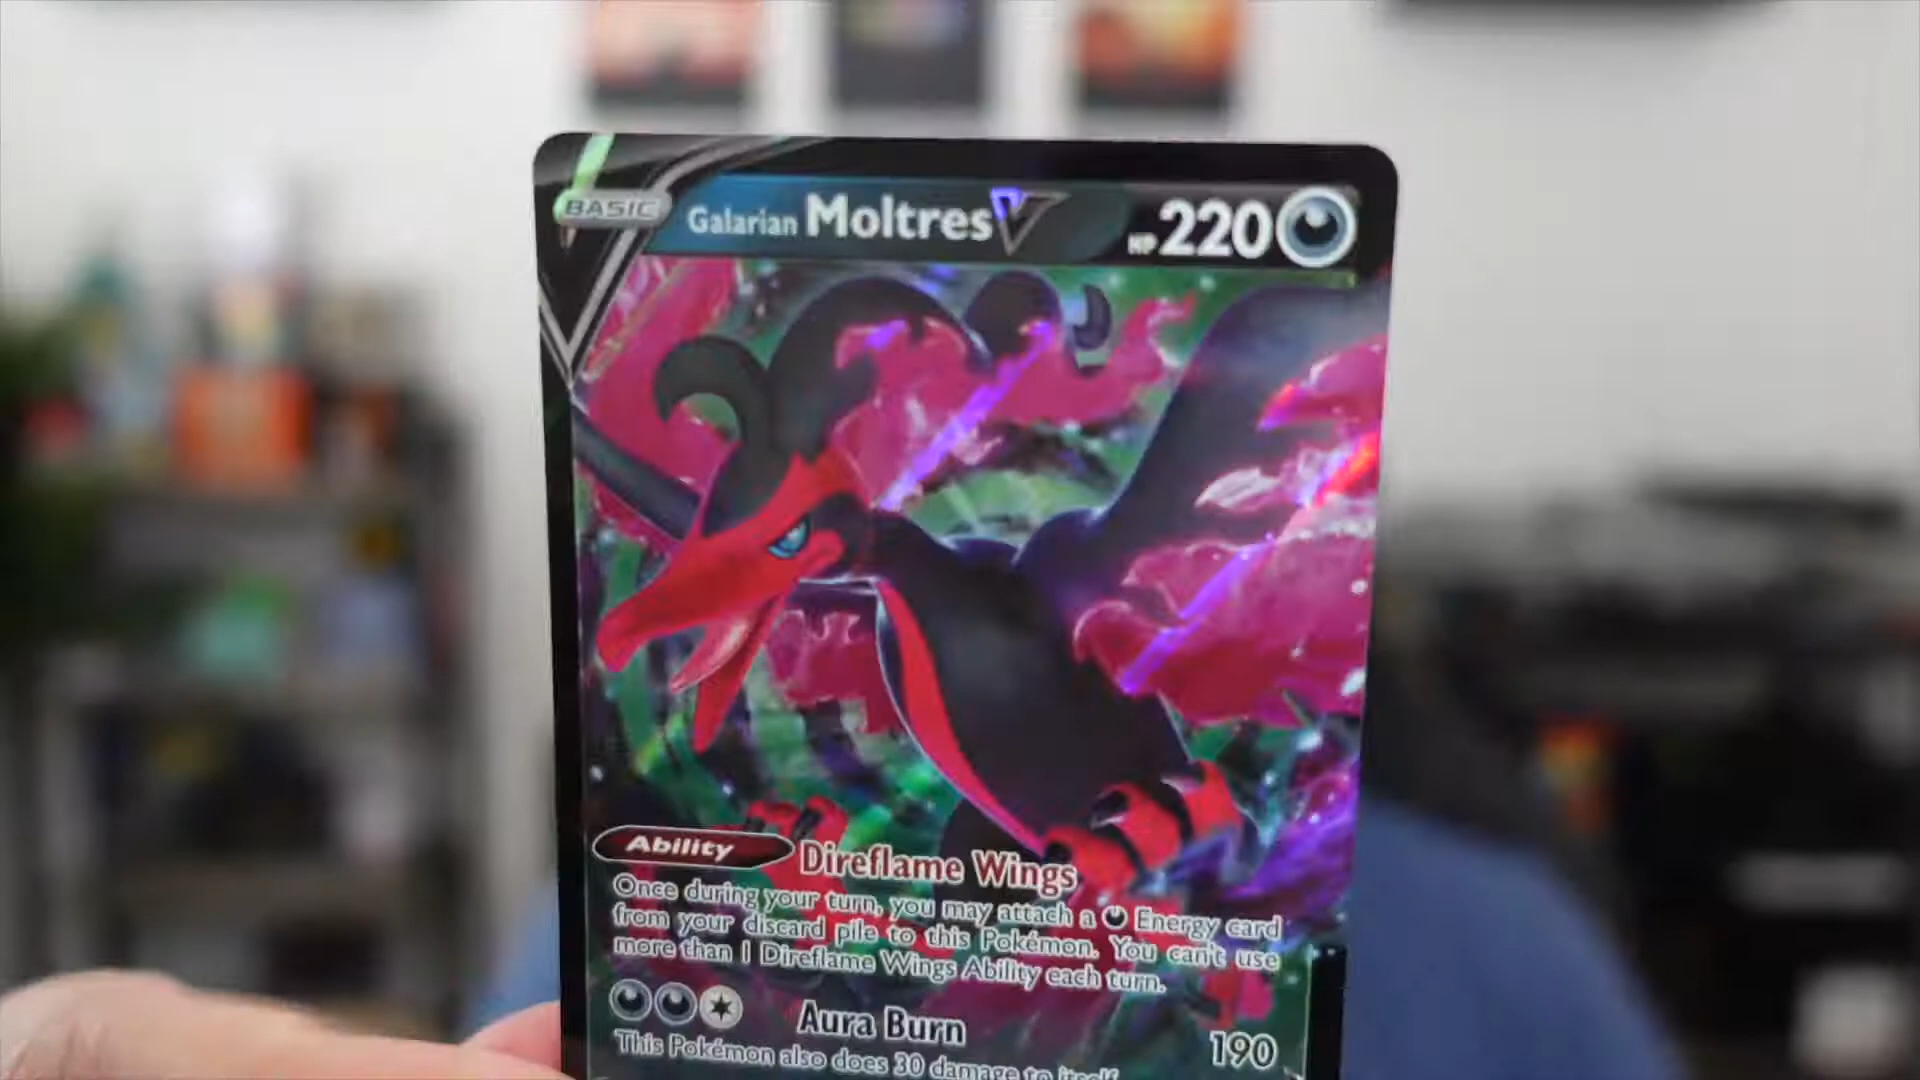 BASIC
Galarian Moltres V HP 220
Ability Direflame Wings
Once during your turn, you may attach a Energy card
from your discard pile to this Pokémon. You can't use
more than 1 Direflame Wings Ability each turn.
Aura Burn 190
This Pokémon also does 30 damage to itself.